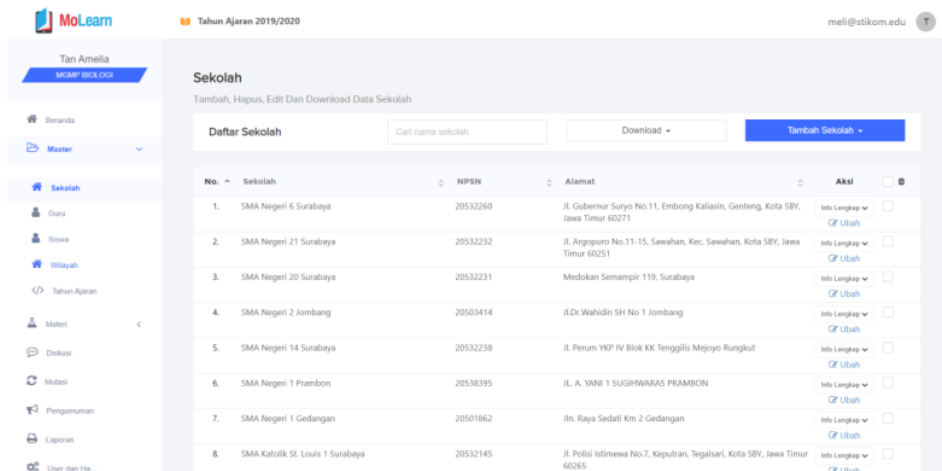 MoLearn
Tahun Ajaran 2019/2020
meli@stikom.edu
T
Tan Amelia
MGMP BIOLOGI
Beranda
Master
Sekolah
Guru
Siswa
Wilayah
Tahun Ajaran
Materi
Diskusi
Mutasi
Pengumuman
Laporan
User dan Ha...
Sekolah
Tambah, Hapus, Edit Dan Download Data Sekolah
Daftar Sekolah
Cari nama sekolah
Download
Tambah Sekolah
No. Sekolah NPSN Alamat Aksi
1. SMA Negeri 6 Surabaya 20532260 Jl. Gubernur Suryo No.11, Embong Kaliasin, Genteng, Kota SBY, Info Lengkap
Jawa Timur 60271 Ubah
2. SMA Negeri 21 Surabaya 20532232 Jl. Argopuro No.11-15, Sawahan, Kec. Sawahan, Kota SBY, Jawa Info Lengkap
Timur 60251 Ubah
3. SMA Negeri 20 Surabaya 20532231 Medokan Semampir 119, Surabaya Info Lengkap
Ubah
4. SMA Negeri 2 Jombang 20503414 Jl.Dr.Wahidin SH No 1 Jombang Info Lengkap
Ubah
5. SMA Negeri 14 Surabaya 20532238 Jl. Perum YKP IV Blok KK Tenggilis Mejoyo Rungkut Info Lengkap
Ubah
6. SMA Negeri 1 Prambon 20538395 JL. A. YANI 1 SUGIHWARAS PRAMBON Info Lengkap
Ubah
7. SMA Negeri 1 Gedangan 20501862 Jln. Raya Sedati Km 2 Gedangan Info Lengkap
Ubah
8. SMA Katolik St. Louis 1 Surabaya 20532145 Jl. Polisi Istimewa No.7, Keputran, Tegalsari, Kota SBY, Jawa Timur Info Lengkap
60265 Ubah